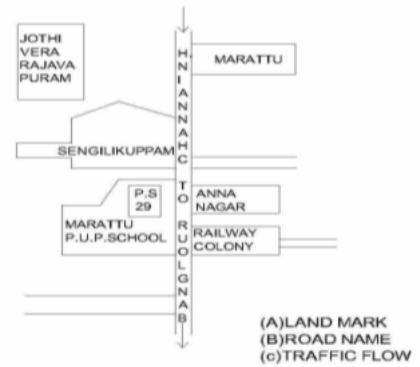 JOTHI
VERA
RAJAVA
PURAM
MARATTU
SENGILIKUPPAM
H.NIANNAHC TO RUOLGNAB
P.S
29
ANNA
NAGAR
MARATTU
P.U.P.SCHOOL
RAILWAY
COLONY
(A)LAND MARK
(B)ROAD NAME
(c)TRAFFIC FLOW